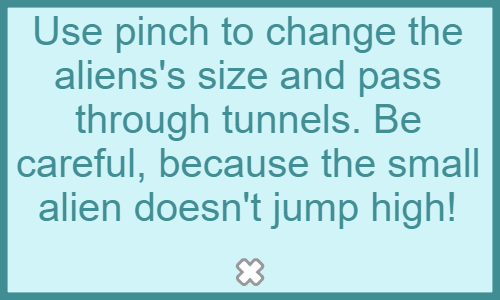 Use pinch to change the
aliens's size and pass
through tunnels. Be
careful, because the small
alien doesn't jump high!